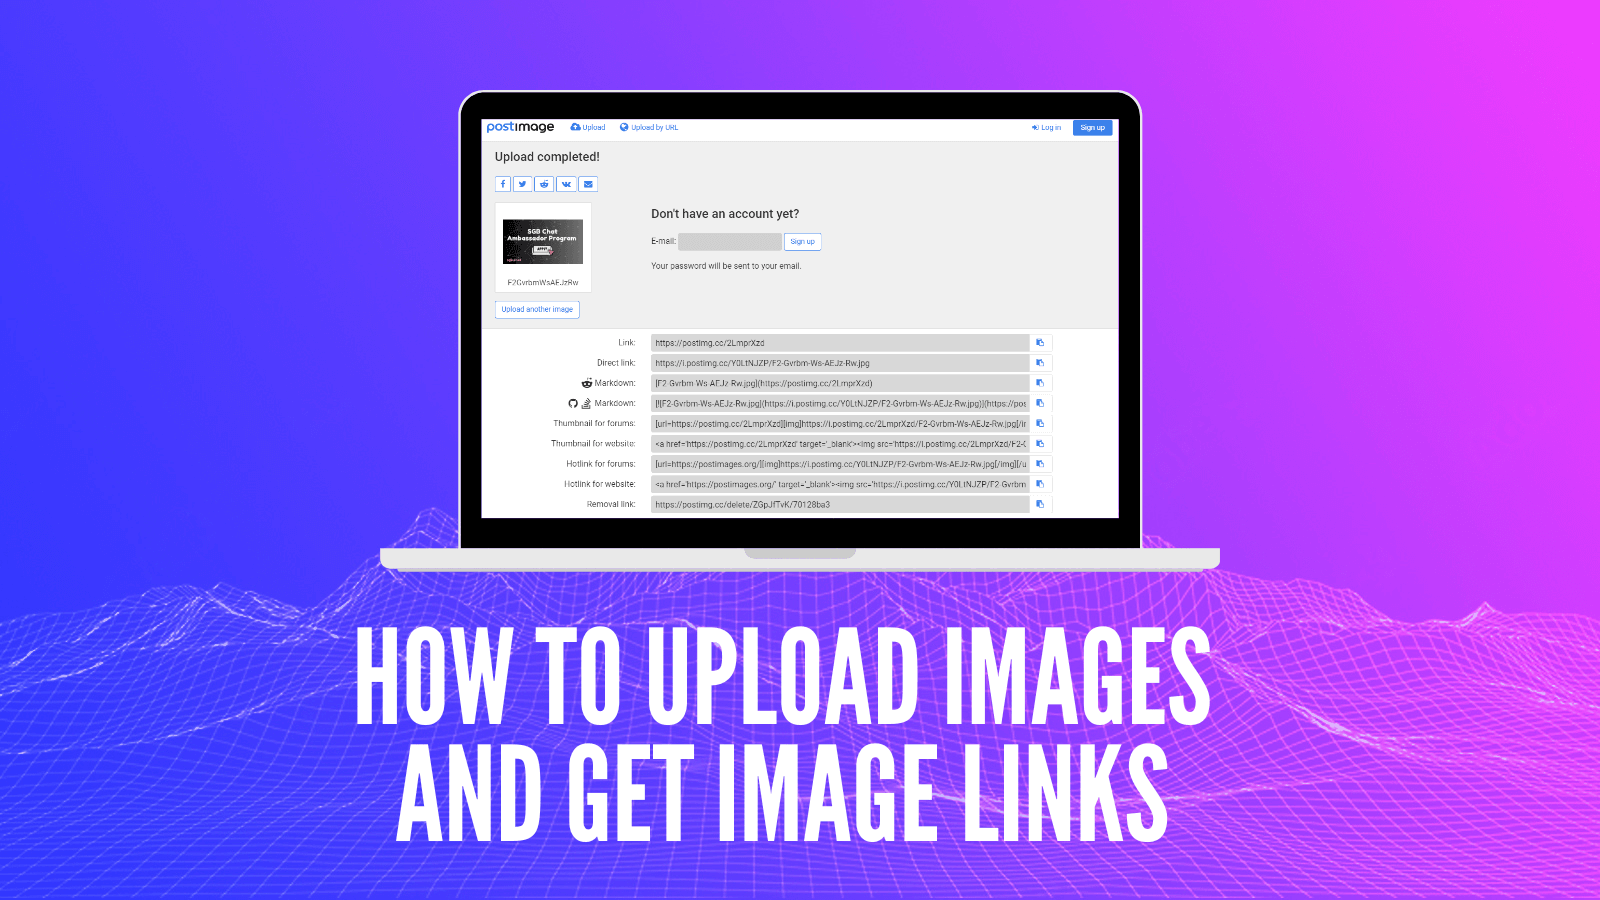 postimage Upload Upload by URL Log in Sign up
Upload completed!
Don't have an account yet?
SGB Chat
Ambassador Program
E-mail: Sign up
Your password will be sent to your email.
F2GvrbmWsAEJzRw
Upload another image
Link: https://postimg.cc/2LmprXzd
Direct link: https://i.postimg.cc/Y0LtNJZP/F2-Gvrbm-Ws-AEJz-Rw.jpg
Markdown: [F2-Gvrbm-Ws-AEJz-Rw.jpg](https://postimg.cc/2LmprXzd)
Markdown: [![F2-Gvrbm-Ws-AEJz-Rw.jpg](https://i.postimg.cc/Y0LtNJZP/F2-Gvrbm-Ws-AEJz-Rw.jpg)](https://pos
Thumbnail for forums: [url=https://postimg.cc/2LmprXzd][img]https://i.postimg.cc/2LmprXzd/F2-Gvrbm-Ws-AEJz-Rw.jpg[/i
Thumbnail for website: <a href='https://postimg.cc/2LmprXzd' target='_blank'><img src='https://i.postimg.cc/2LmprXzd/F2-G
Hotlink for forums: [url=https://postimages.org/][img]https://i.postimg.cc/Y0LtNJZP/F2-Gvrbm-Ws-AEJz-Rw.jpg[/img][/u
Hotlink for website: <a href='https://postimages.org/' target='_blank'><img src='https://i.postimg.cc/Y0LtNJZP/F2-Gvrbm
Removal link: https://postimg.cc/delete/ZGpJfTvK/70128ba3
HOW TO UPLOAD IMAGES
AND GET IMAGE LINKS